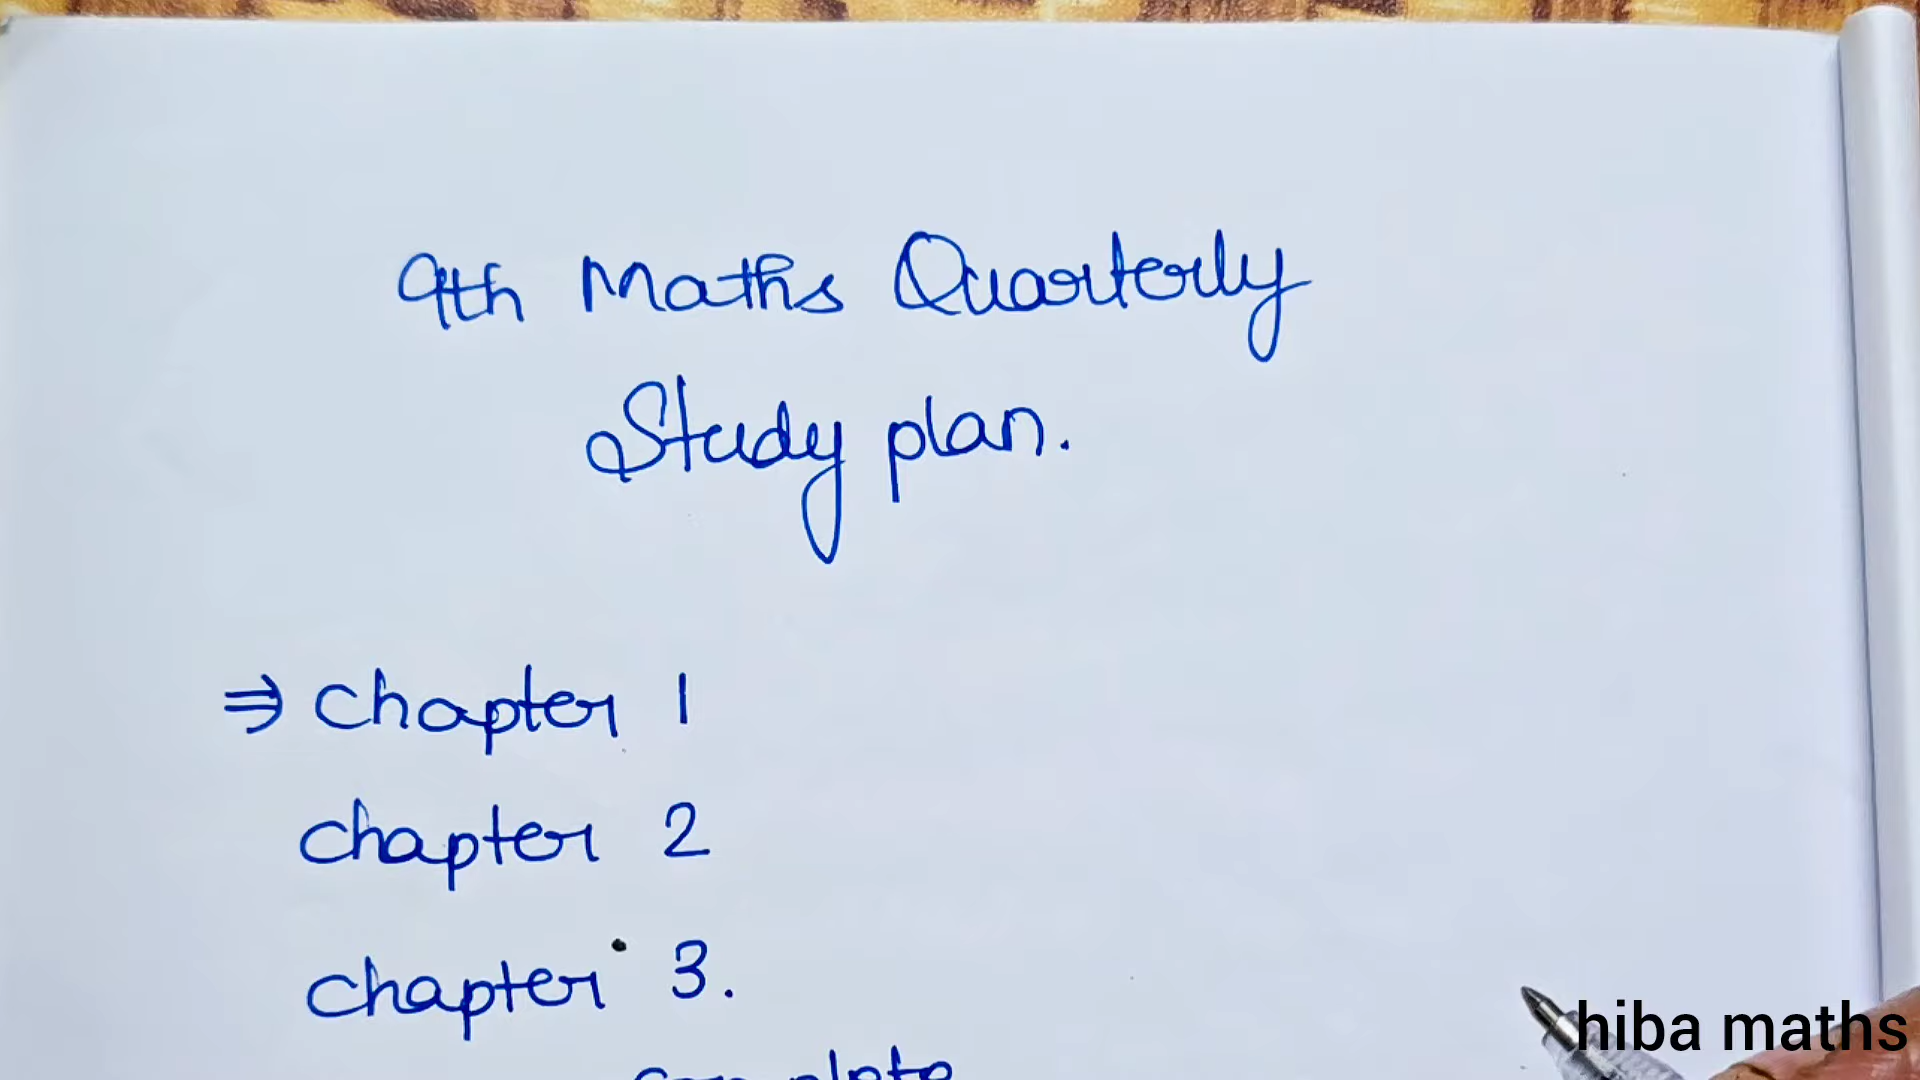 9th Maths Quarterly
Study plan.
⇒ chapter 1
chapter 2
chapter 3.
hiba maths